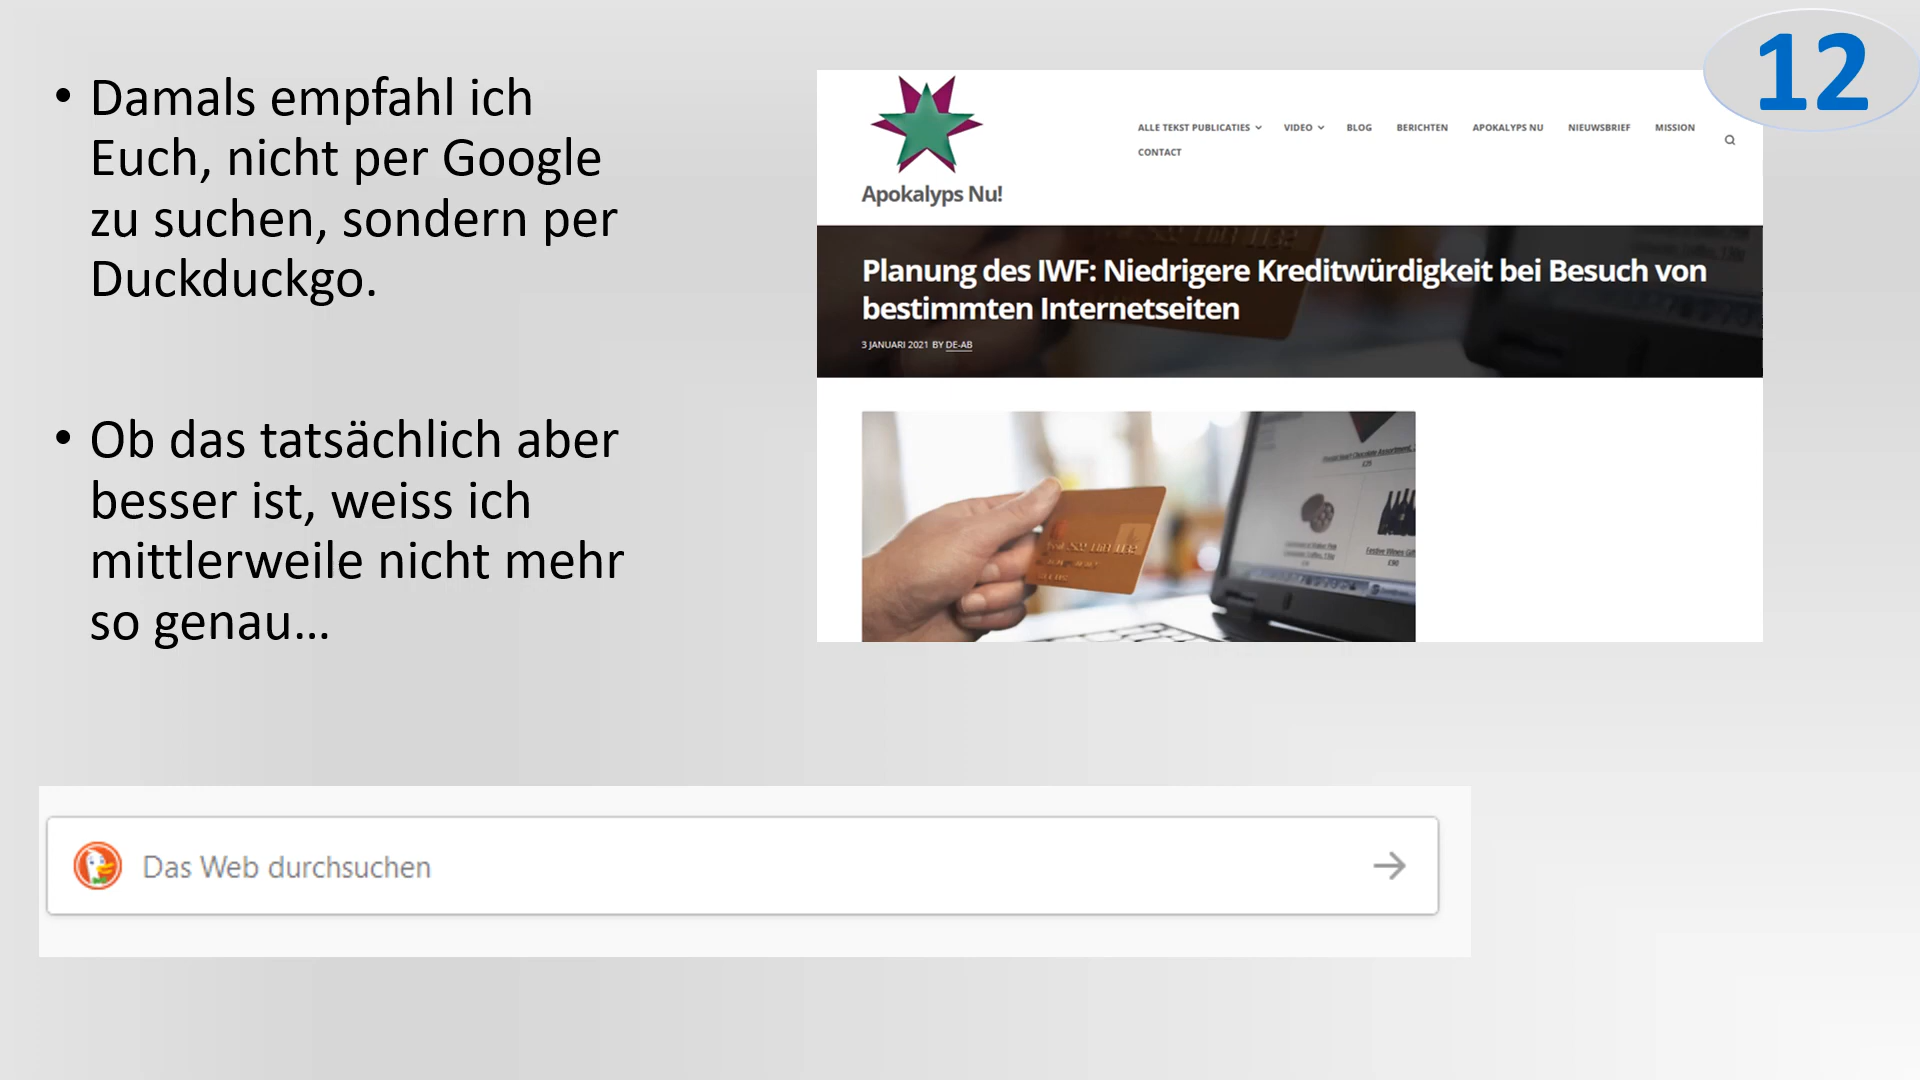 12
• Damals empfahl ich
Euch, nicht per Google
zu suchen, sondern per
Duckduckgo.
• Ob das tatsächlich aber
besser ist, weiss ich
mittlerweile nicht mehr
so genau...
Apokalyps Nu!
ALLE TEKST PUBLICATIES VIDEO BLOG BERICHTEN APOKALYPS NU NIEUWSBRIEF MISSION
CONTACT
Planung des IWF: Niedrigere Kreditwürdigkeit bei Besuch von
bestimmten Internetseiten
3 JANUARI 2021 BY DE-AB
Das Web durchsuchen